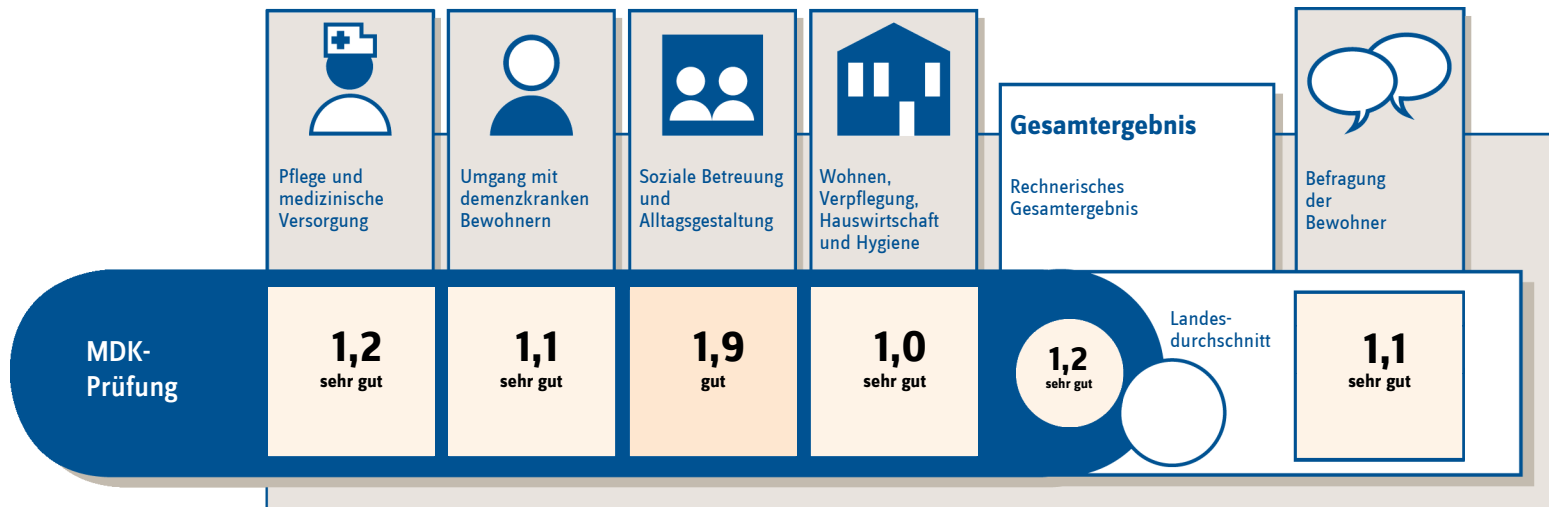 Pflege und
medizinische
Versorgung
Umgang mit
demenzkranken
Bewohnern
Soziale Betreuung
und
Alltagsgestaltung
Wohnen,
Verpflegung,
Hauswirtschaft
und Hygiene
Gesamtergebnis
Rechnerisches
Gesamtergebnis
Befragung
der
Bewohner
MDK-
Prüfung
1,2
sehr gut
1,1
sehr gut
1,9
gut
1,0
sehr gut
1,2
sehr gut
Landes-
durchschnitt
1,1
sehr gut